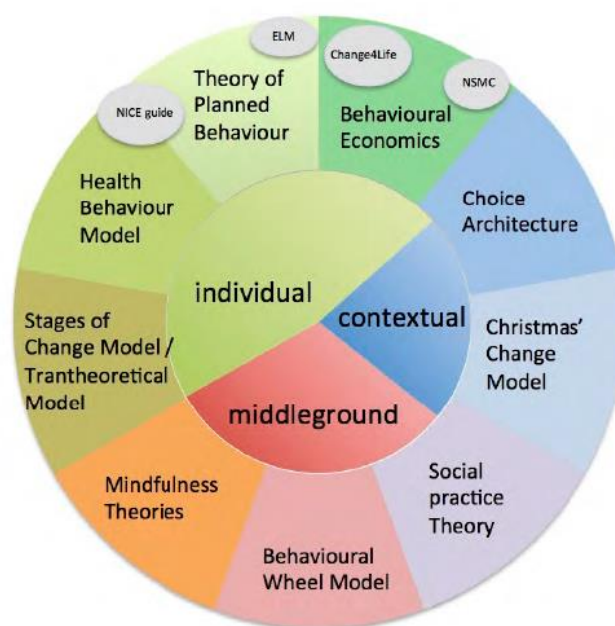 ELM
Change4Life
NSMC
NICE guide
Theory of
Planned
Behaviour
Behavioural
Economics
Choice
Architecture
Christmas'
Change
Model
Social
practice
Theory
Behavioural
Wheel Model
Mindfulness
Theories
Stages of
Change Model /
Trantheoretical
Model
Health
Behaviour
Model
individual
contextual
middleground